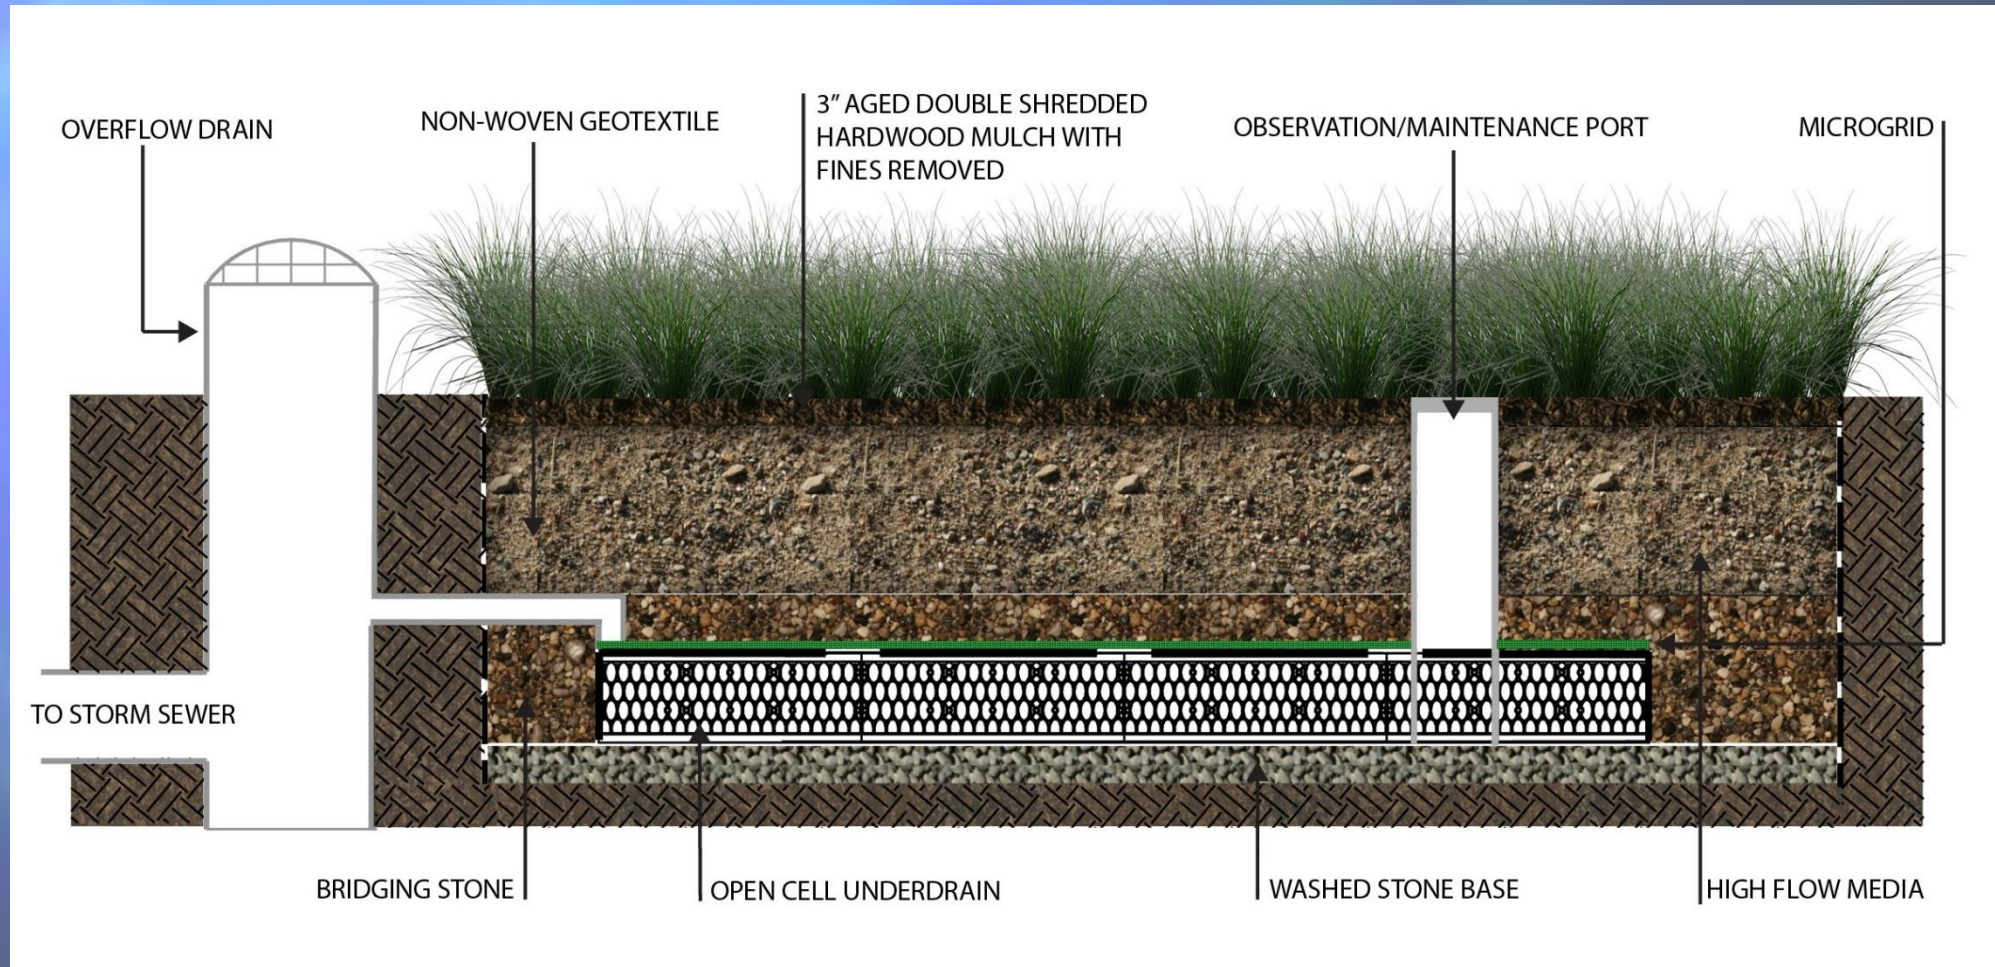 OVERFLOW DRAIN
NON-WOVEN GEOTEXTILE
3” AGED DOUBLE SHREDDED
HARDWOOD MULCH WITH
FINES REMOVED
OBSERVATION/MAINTENANCE PORT
MICROGRID
TO STORM SEWER
BRIDGING STONE
OPEN CELL UNDERDRAIN
WASHED STONE BASE
HIGH FLOW MEDIA